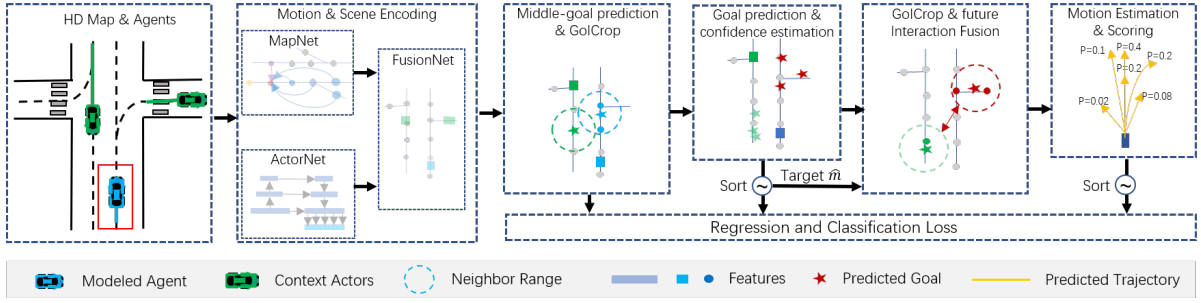 HD Map & Agents
Motion & Scene Encoding
MapNet
FusionNet
ActorNet
Middle-goal prediction
& GoICrop
Goal prediction &
confidence estimation
GoICrop & future
Interaction Fusion
Motion Estimation
& Scoring
P=0.1
P=0.4
P=0.2
P=0.2
P=0.02
P=0.08
Sort
~
Target m̂
Sort
~
Regression and Classification Loss
Modeled Agent
Context Actors
Neighbor Range
Features
Predicted Goal
Predicted Trajectory